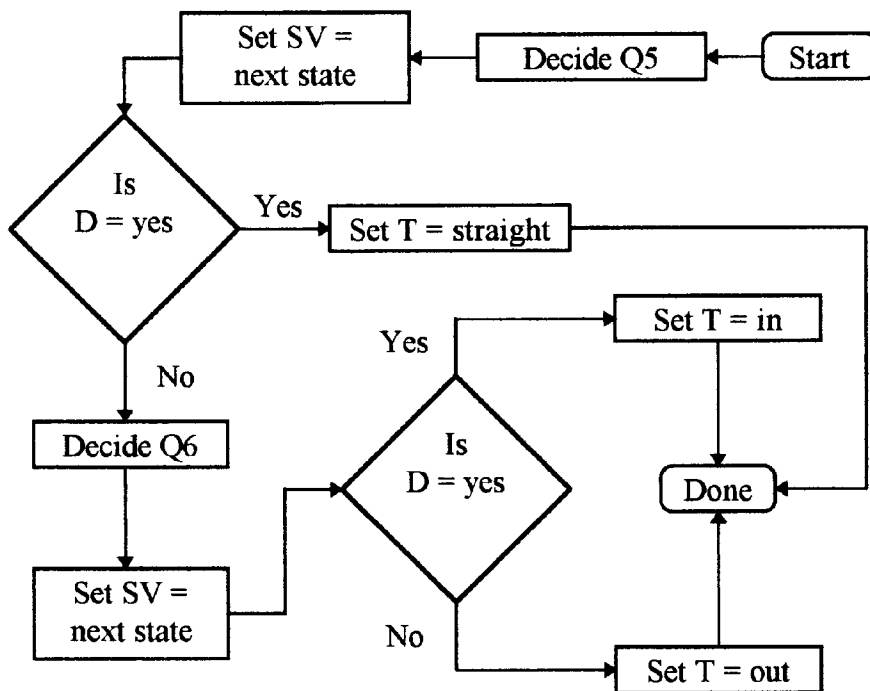 Start
Decide Q5
Set SV =
next state
Is
D = yes
Yes
Set T = straight
No
Decide Q6
Set SV =
next state
Is
D = yes
Yes
Set T = in
Done
No
Set T = out